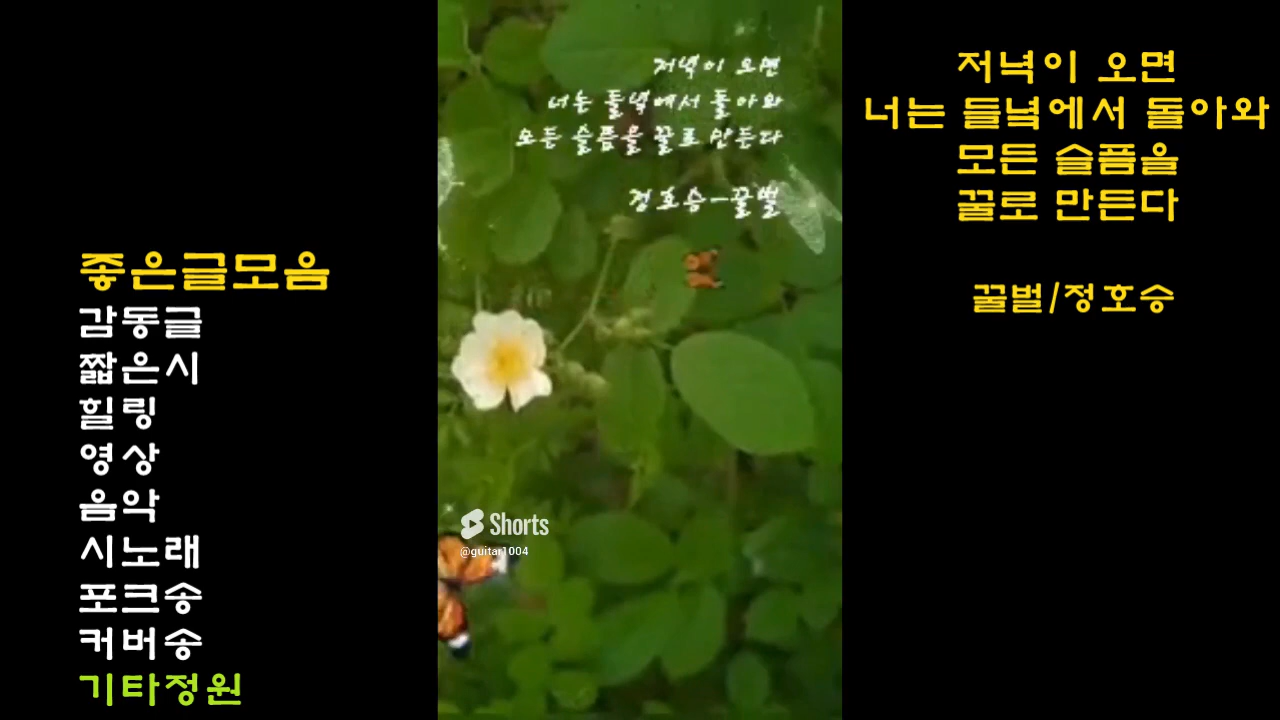 좋은글모음
감동글
짧은시
힐링
영상
음악
시노래
포크송
커버송
기타정원
저녁이 오면
너는 들녘에서 돌아와
모든 슬픔을 꿀로 만든다
정호승-꿀벌
Shorts
@guitar1004
저녁이 오면
너는 들녘에서 돌아와
모든 슬픔을
꿀로 만든다
꿀벌/정호승